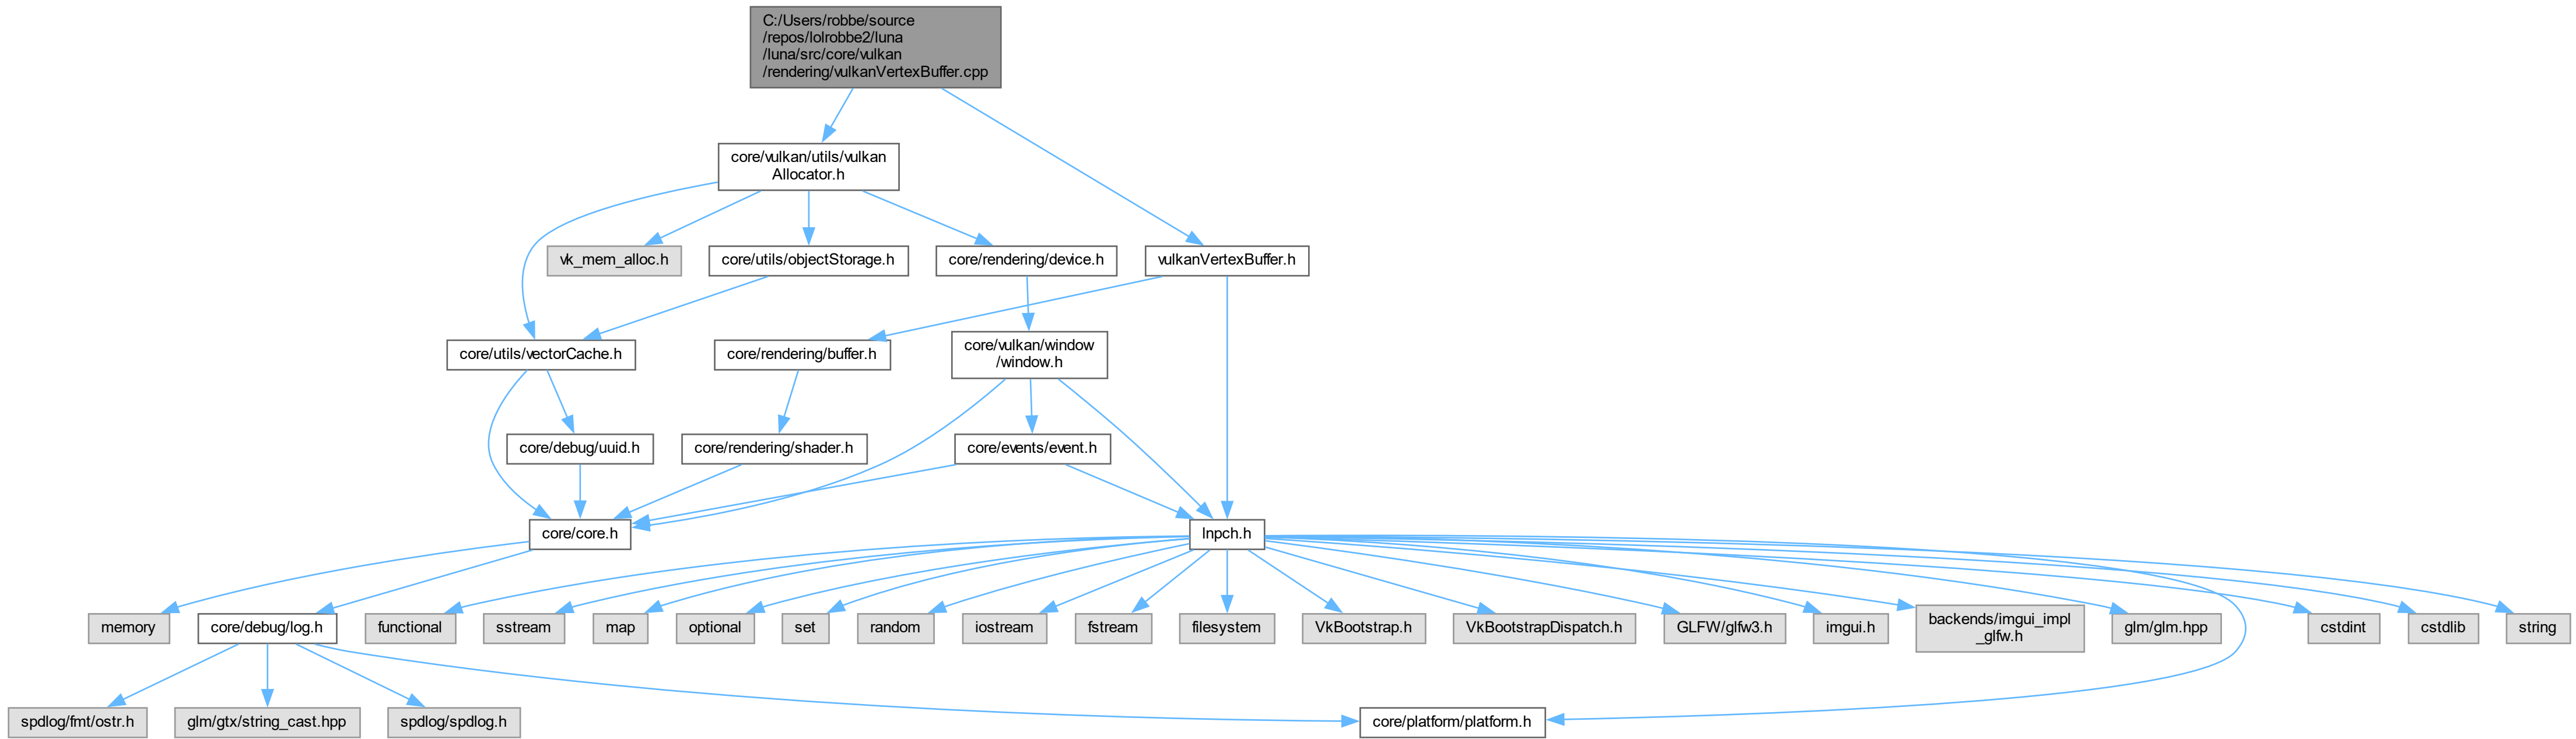 C:/Users/robbe/source
/repos/lolrobbe2/luna
/luna/src/core/vulkan
/rendering/vulkanVertexBuffer.cpp
core/vulkan/utils/vulkan
Allocator.h
vk_mem_alloc.h
core/utils/objectStorage.h
core/rendering/device.h
vulkanVertexBuffer.h
core/utils/vectorCache.h
core/rendering/buffer.h
core/vulkan/window
/window.h
core/debug/uuid.h
core/rendering/shader.h
core/events/event.h
core/core.h
lnpch.h
memory
core/debug/log.h
functional
sstream
map
optional
set
random
iostream
fstream
filesystem
VkBootstrap.h
VkBootstrapDispatch.h
GLFW/glfw3.h
imgui.h
backends/imgui_impl
_glfw.h
glm/glm.hpp
cstdint
cstdlib
string
spdlog/fmt/ostr.h
glm/gtx/string_cast.hpp
spdlog/spdlog.h
core/platform/platform.h